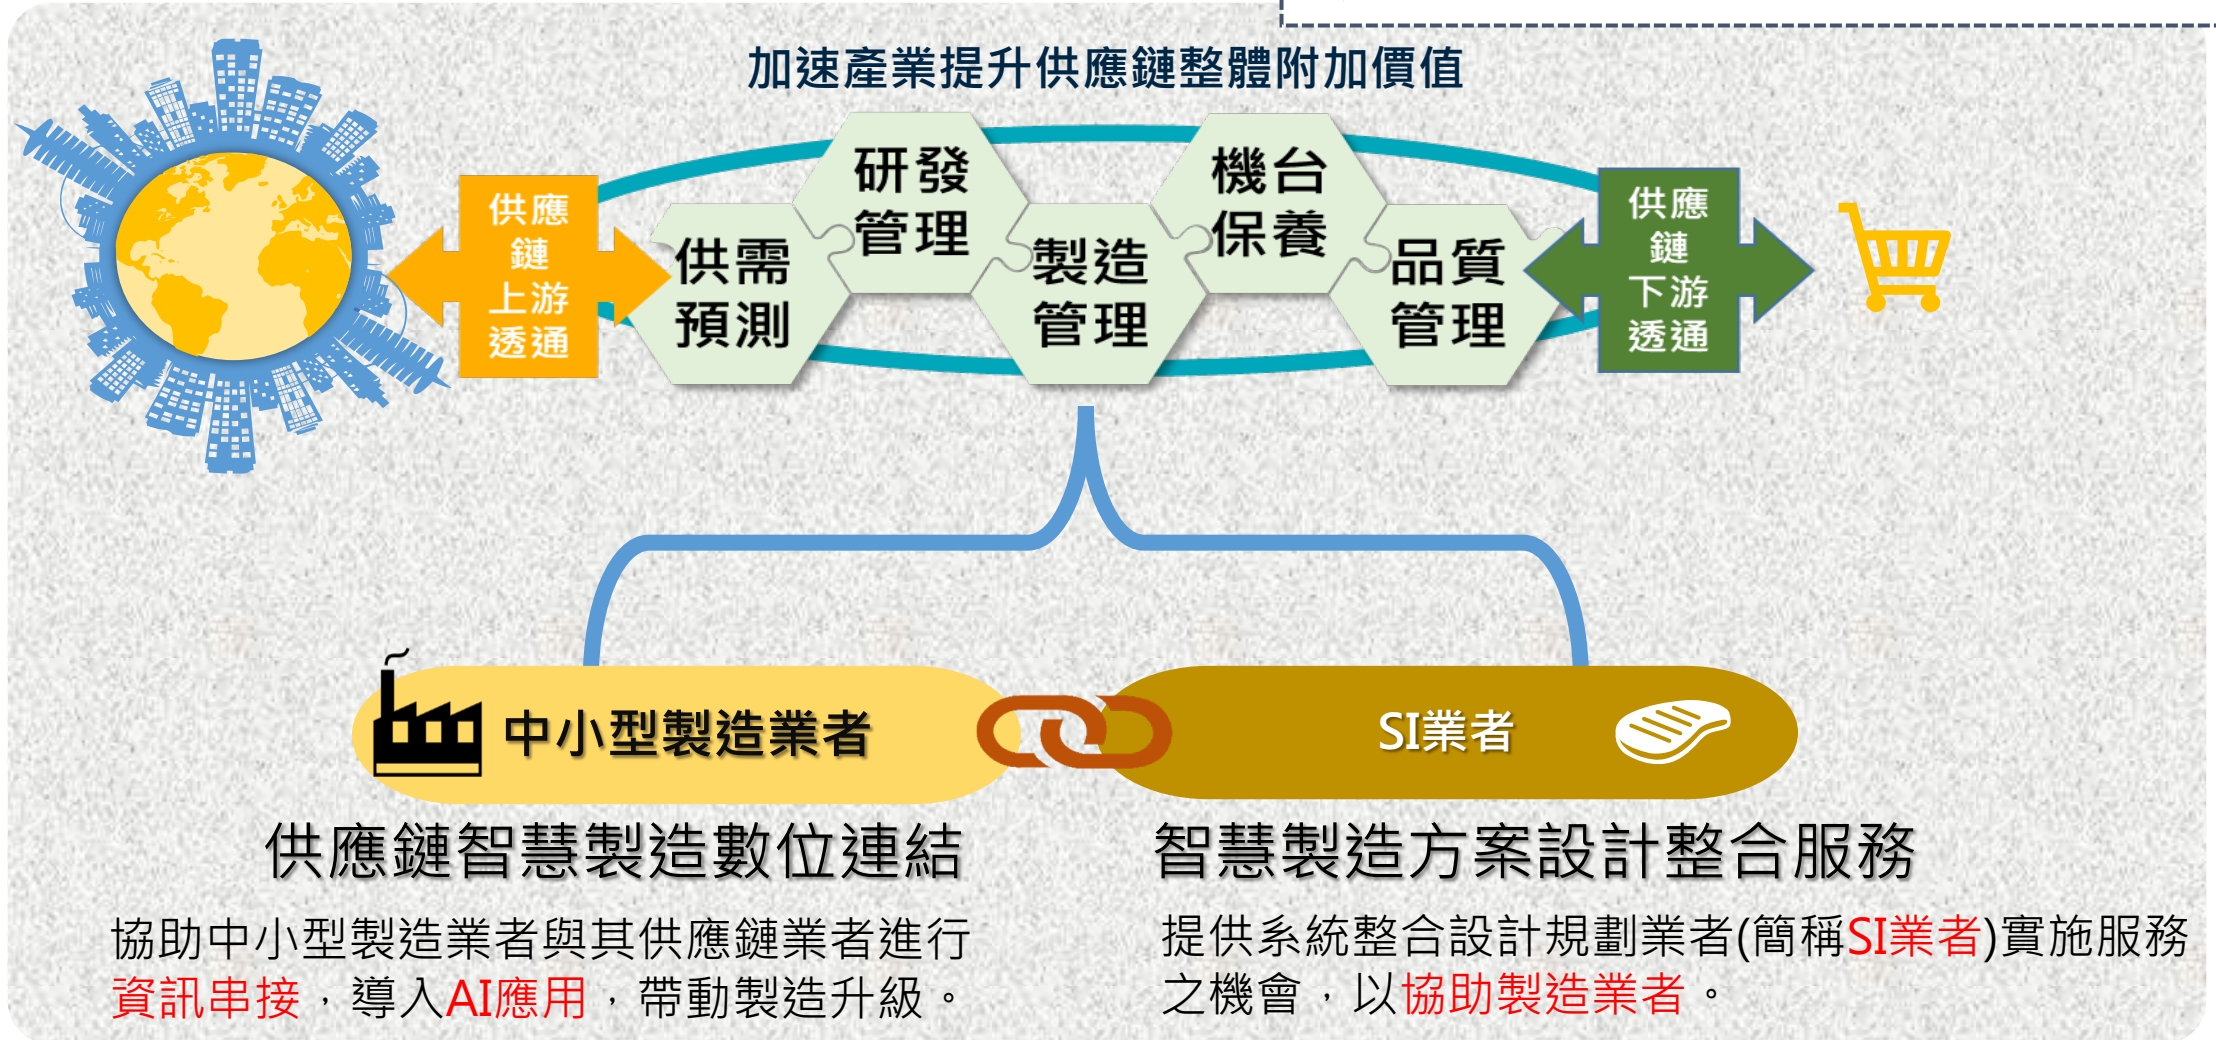 加速產業提升供應鏈整體附加價值
供應
鏈
上游
透通
供需
預測
研發
管理
製造
管理
機台
保養
品質
管理
供應
鏈
下游
透通
中小型製造業者
SI業者
供應鏈智慧製造數位連結
協助中小型製造業者與其供應鏈業者進行
資訊串接，導入AI應用，帶動製造升級。
智慧製造方案設計整合服務
提供系統整合設計規劃業者(簡稱SI業者)實施服務
之機會，以協助製造業者。